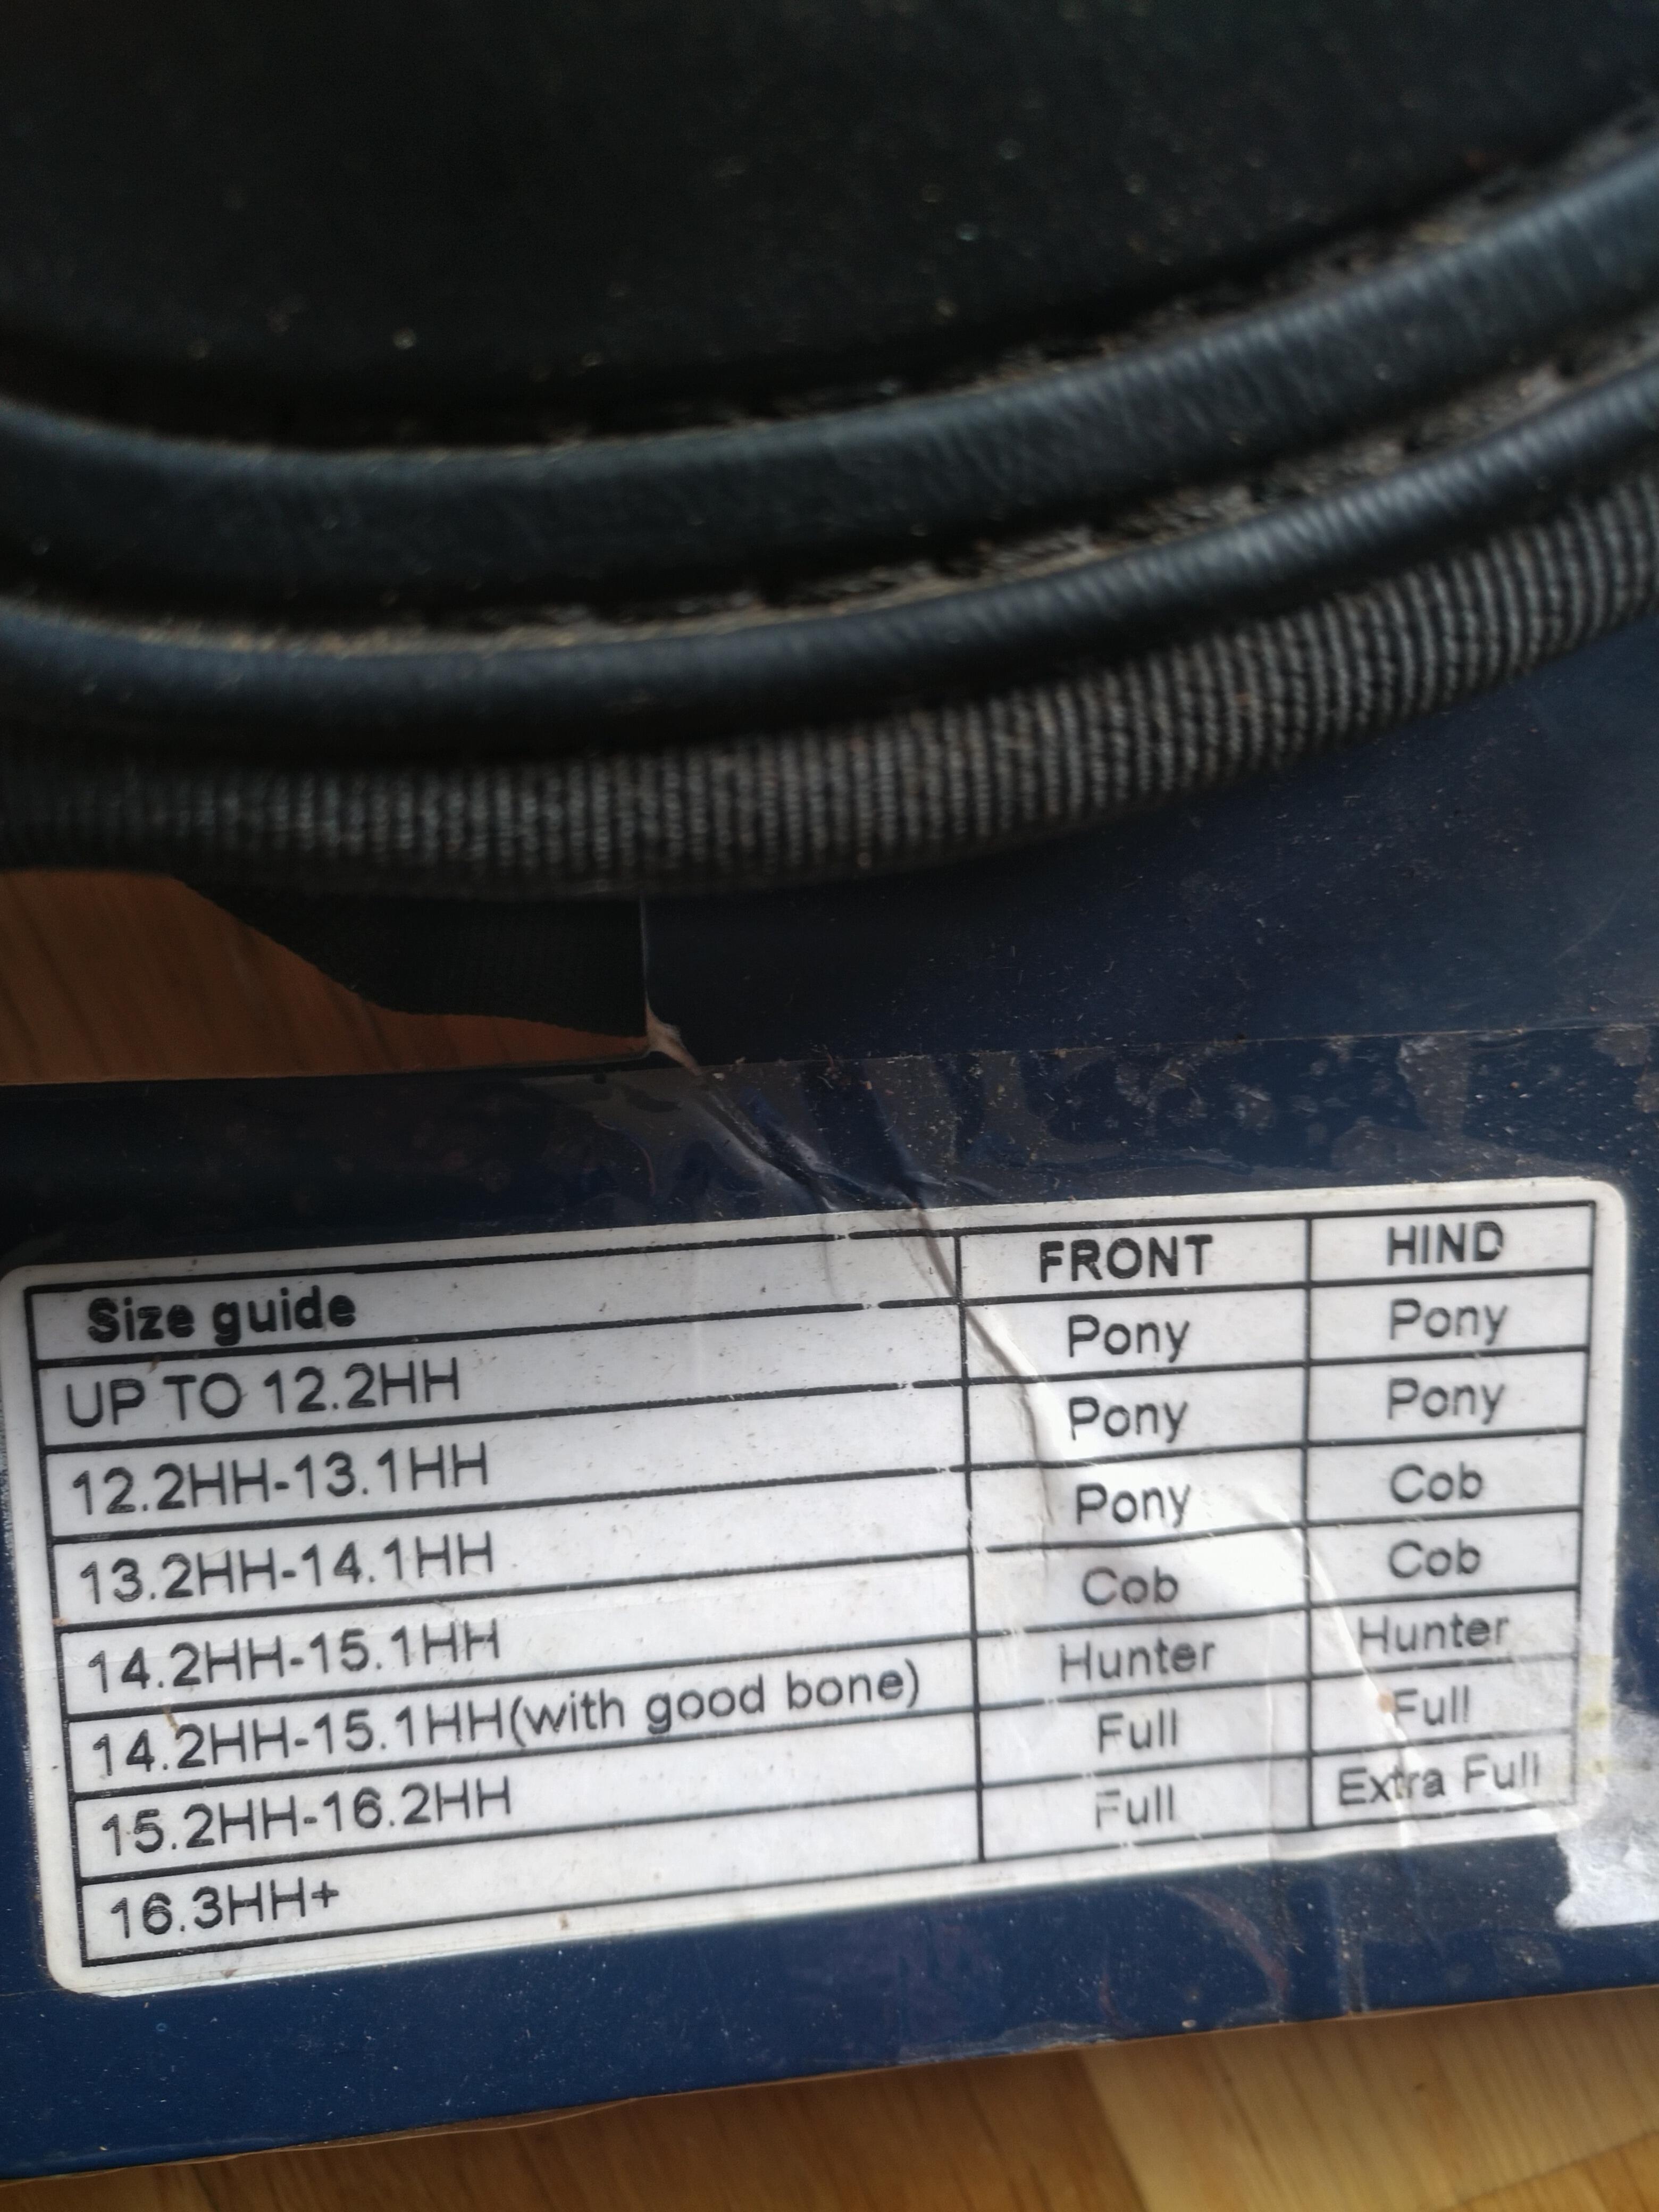 Size guide FRONT HIND
UP TO 12.2HH Pony Pony
12.2HH-13.1HH Pony Pony
13.2HH-14.1HH Pony Cob
14.2HH-15.1HH Cob Cob
14.2HH-15.1HH(with good bone) Hunter Hunter
15.2HH-16.2HH Full Full
16.3HH+ Full Extra Full